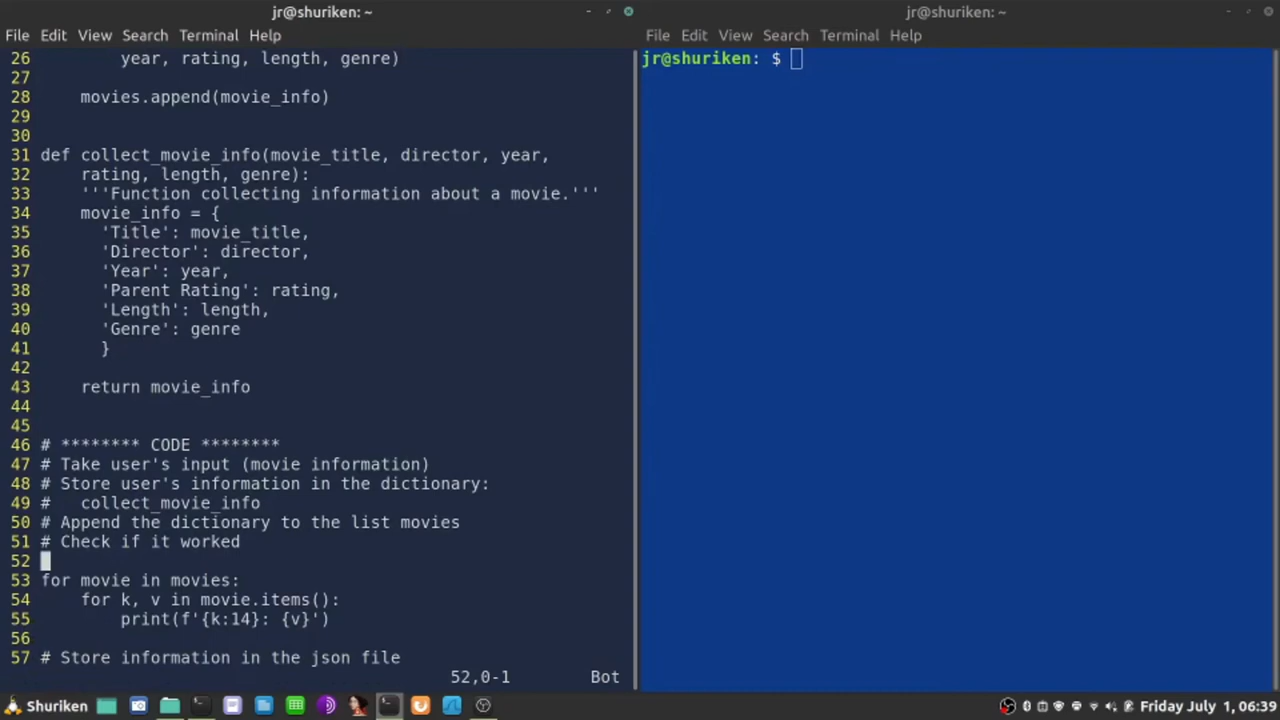 jr@shuriken: ~
File Edit View Search Terminal Help
26         year, rating, length, genre)
27
28     movies.append(movie_info)
29
30
31 def collect_movie_info(movie_title, director, year,
32     rating, length, genre):
33     '''Function collecting information about a movie.'''
34     movie_info = {
35       'Title': movie_title,
36       'Director': director,
37       'Year': year,
38       'Parent Rating': rating,
39       'Length': length,
40       'Genre': genre
41       }
42
43     return movie_info
44
45
46 # ******** CODE ********
47 # Take user's input (movie information)
48 # Store user's information in the dictionary:
49 #   collect_movie_info
50 # Append the dictionary to the list movies
51 # Check if it worked
52
53 for movie in movies:
54     for k, v in movie.items():
55         print(f'{k:14}: {v}')
56
57 # Store information in the json file
52,0-1 Bot
jr@shuriken: ~
File Edit View Search Terminal Help
jr@shuriken: $
Shuriken
Friday July 1, 06:39